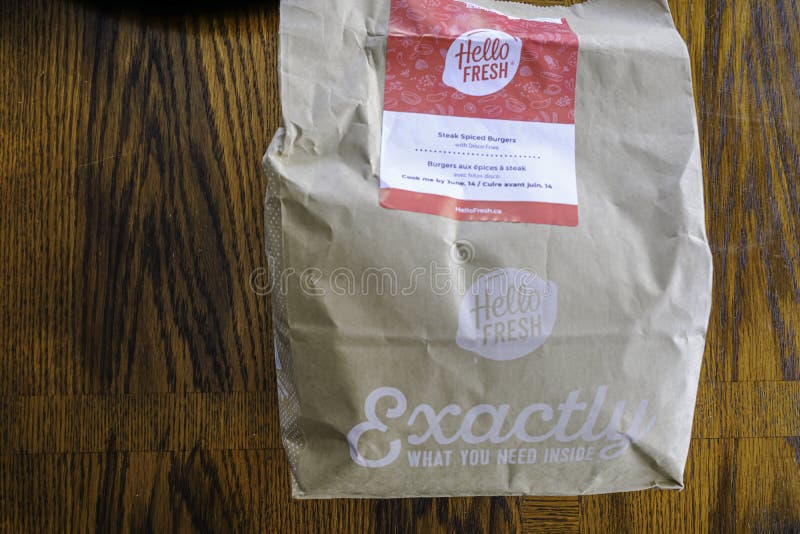 Hello
FRESH
Steak Spiced Burgers
with Disco Fries
Burgers aux épices à steak
avec frites disco
Cook me by June, 14 / Cuire avant juin, 14
HelloFresh.ca
dreamstime
Hello
FRESH
Exactly
WHAT YOU NEED INSIDE